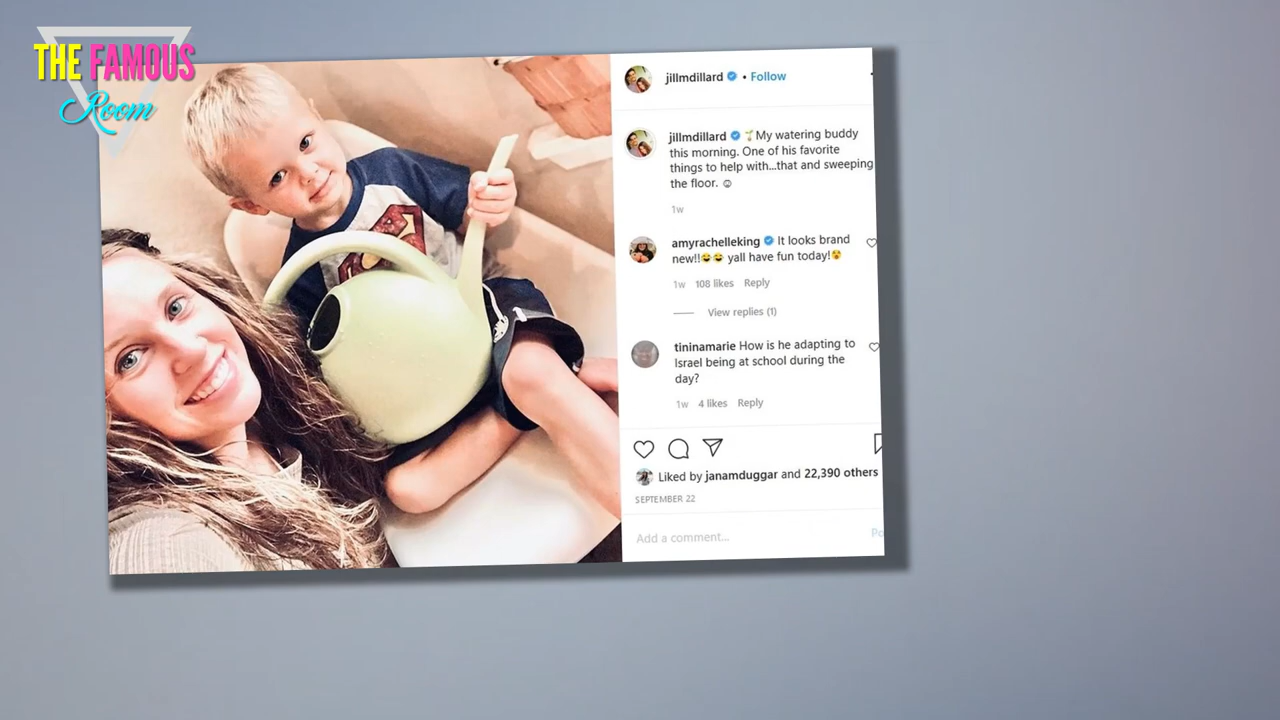 THE FAMOUS
Room
jillmdillard • Follow
jillmdillard 🌱My watering buddy
this morning. One of his favorite
things to help with...that and sweeping
the floor. ☺
1w
amyrachelleking It looks brand
new!!😂😂 yall have fun today!😲
1w 108 likes Reply
View replies (1)
tininamarie How is he adapting to
Israel being at school during the
day?
1w 4 likes Reply
Liked by janamduggar and 22,390 others
SEPTEMBER 22
Add a comment...